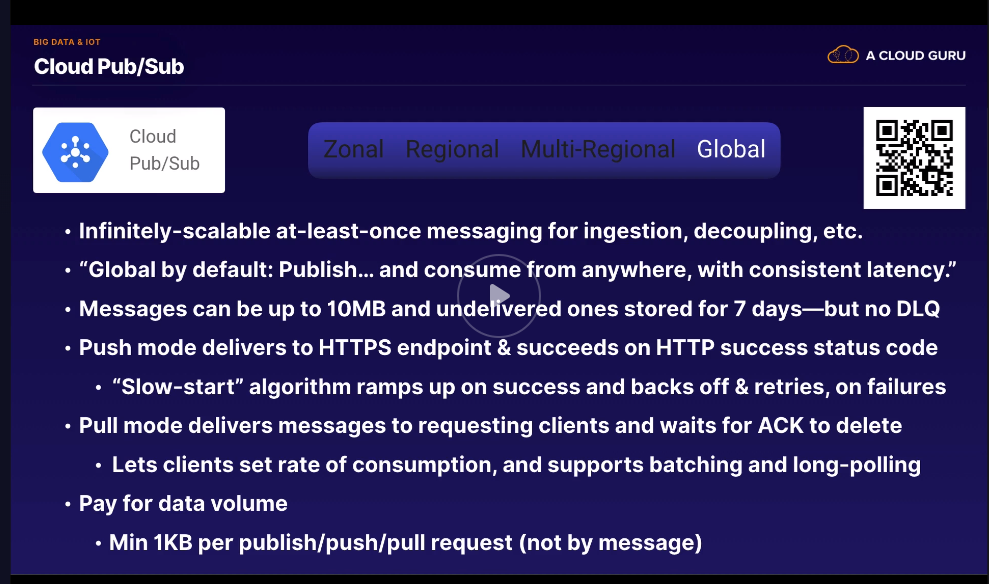 BIG DATA & IOT
Cloud Pub/Sub
A CLOUD GURU
Cloud
Pub/Sub
Zonal Regional Multi-Regional Global
• Infinitely-scalable at-least-once messaging for ingestion, decoupling, etc.
• “Global by default: Publish… and consume from anywhere, with consistent latency.”
• Messages can be up to 10MB and undelivered ones stored for 7 days—but no DLQ
• Push mode delivers to HTTPS endpoint & succeeds on HTTP success status code
• “Slow-start” algorithm ramps up on success and backs off & retries, on failures
• Pull mode delivers messages to requesting clients and waits for ACK to delete
• Lets clients set rate of consumption, and supports batching and long-polling
• Pay for data volume
• Min 1KB per publish/push/pull request (not by message)